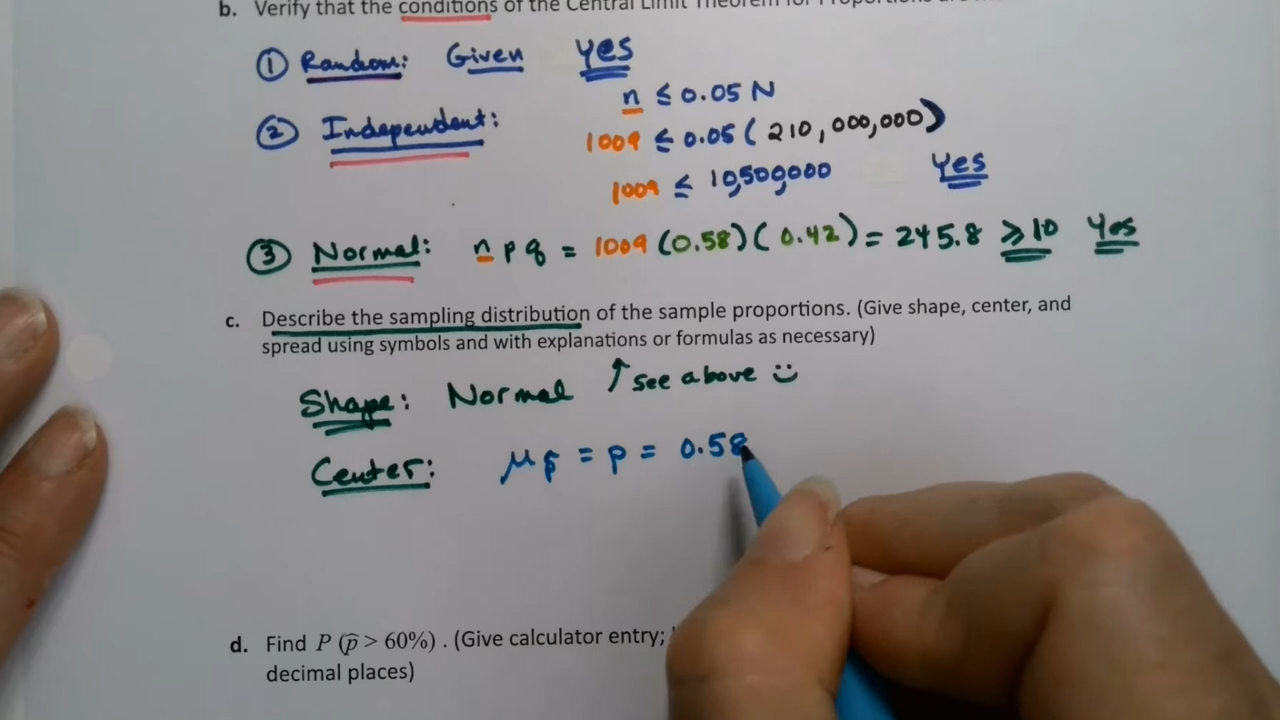 b. Verify that the conditions of the Central Limit Theorem for Proportions are
① Random: Given Yes
② Independent: n ≤ 0.05 N
1009 ≤ 0.05 ( 210,000,000)
1009 ≤ 10,500,000 Yes
③ Normal: n p q = 1009 (0.58)( 0.42) = 245.8 ≥ 10 Yes
c. Describe the sampling distribution of the sample proportions. (Give shape, center, and
spread using symbols and with explanations or formulas as necessary)
Shape: Normal ↑ see above ☺
Center: μp̂ = p = 0.58
d. Find P (p̂ > 60%) . (Give calculator entry;
decimal places)